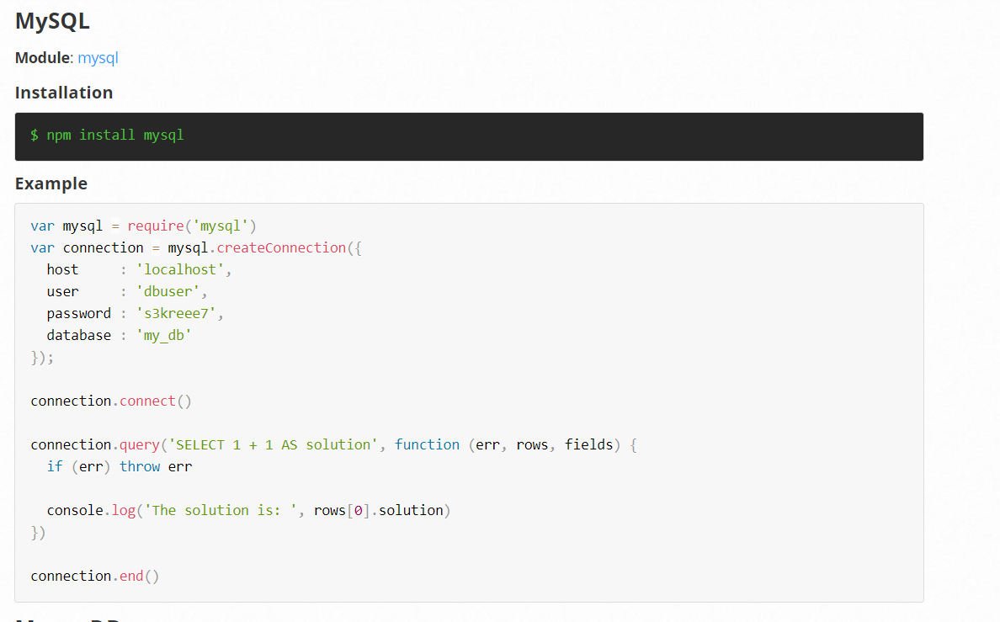 MySQL
Module: mysql
Installation
$ npm install mysql
Example
var mysql = require('mysql')
var connection = mysql.createConnection({
  host     : 'localhost',
  user     : 'dbuser',
  password : 's3kreee7',
  database : 'my_db'
});
connection.connect()
connection.query('SELECT 1 + 1 AS solution', function (err, rows, fields) {
  if (err) throw err
  console.log('The solution is: ', rows[0].solution)
})
connection.end()